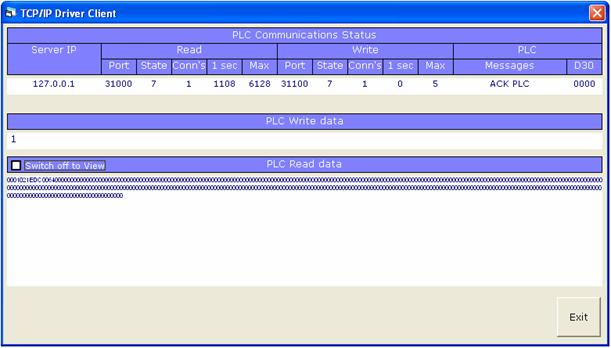 TCP/IP Driver Client
PLC Communications Status
Server IP Read Write PLC
Port State Conn's 1 sec Max Port State Conn's 1 sec Max Messages D30
127.0.0.1 31000 7 1 1108 6128 31100 7 1 0 5 ACK PLC 0000
PLC Write data
1
Switch off to View PLC Read data
Exit